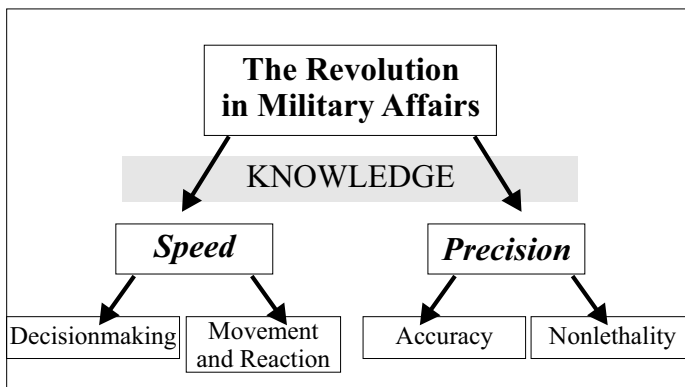 The Revolution
in Military Affairs
KNOWLEDGE
Speed
Precision
Decisionmaking
Movement
and Reaction
Accuracy
Nonlethality